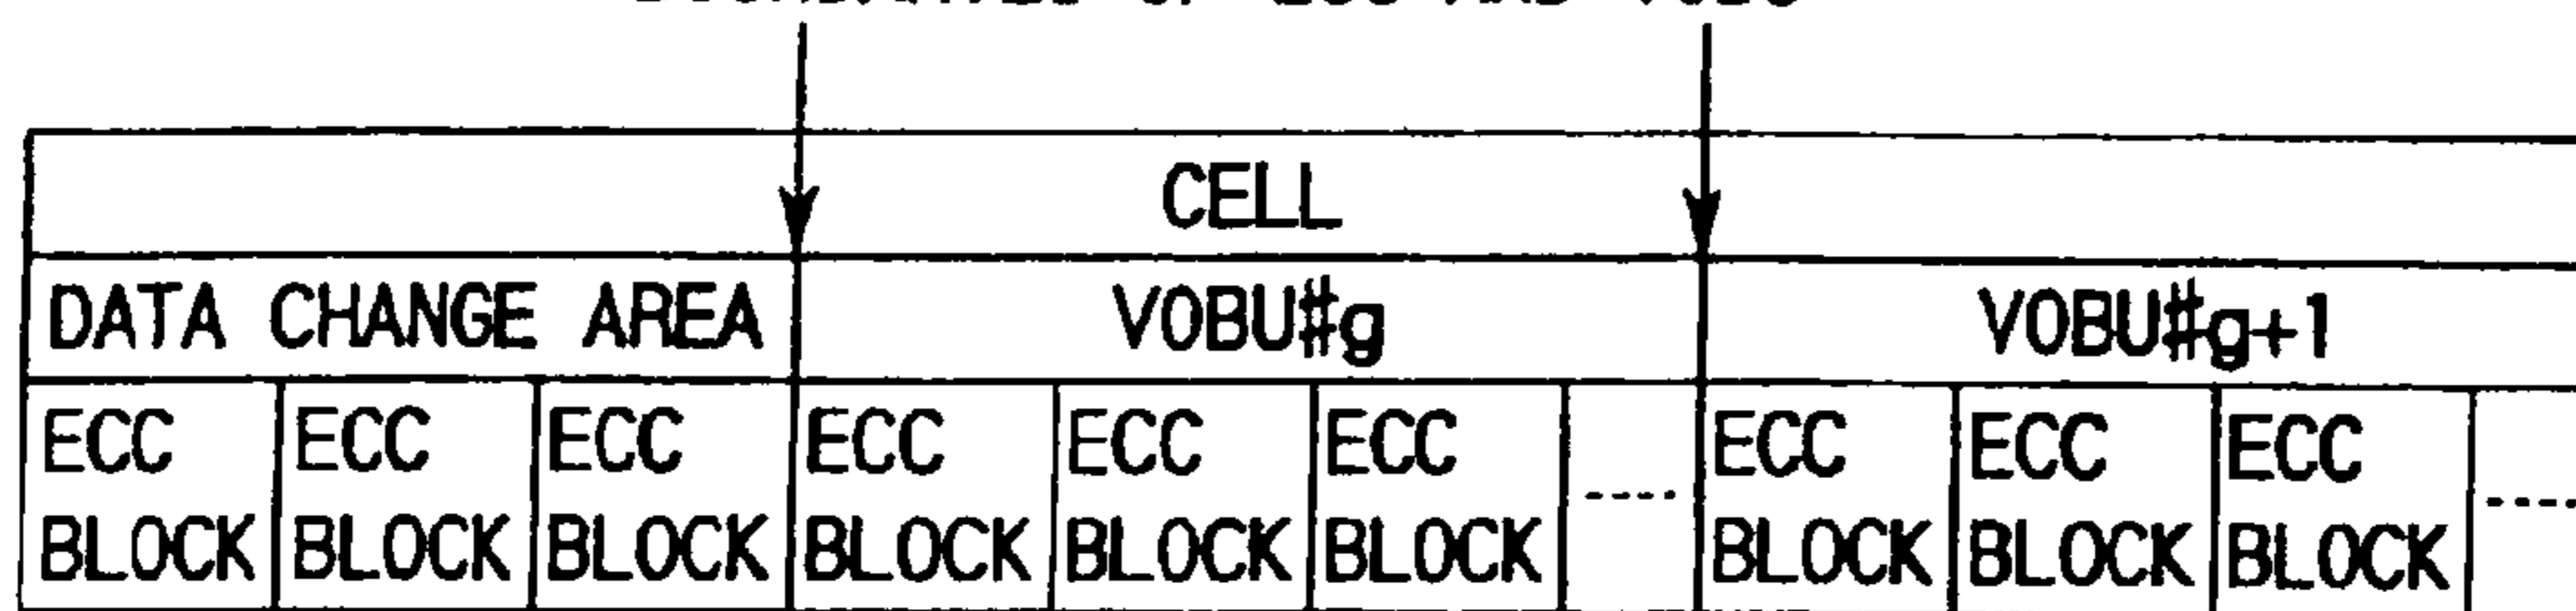 CELL
DATA CHANGE AREA VOBU#g VOBU#g+1
ECC ECC ECC ECC ECC ECC ECC ECC ECC
BLOCK BLOCK BLOCK BLOCK BLOCK BLOCK ---- BLOCK BLOCK BLOCK ----